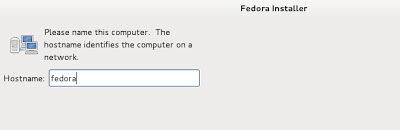 Fedora Installer
Please name this computer. The
hostname identifies the computer on a
network.
Hostname: fedora